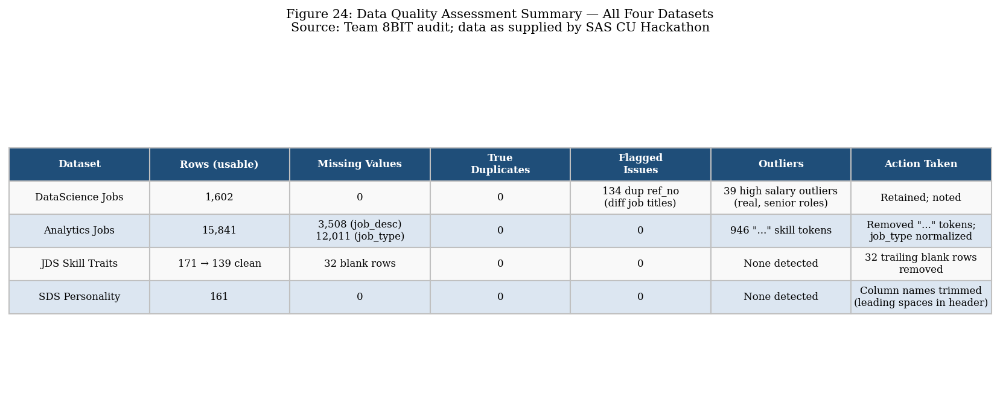 Figure 24: Data Quality Assessment Summary — All Four Datasets
Source: Team 8BIT audit; data as supplied by SAS CU Hackathon
Dataset
Rows (usable)
Missing Values
True
Duplicates
Flagged
Issues
Outliers
Action Taken
DataScience Jobs
1,602
0
0
134 dup ref_no
(diff job titles)
39 high salary outliers
(real, senior roles)
Retained; noted
Analytics Jobs
15,841
3,508 (job_desc)
12,011 (job_type)
0
0
946 "..." skill tokens
Removed "..." tokens;
job_type normalized
JDS Skill Traits
171 → 139 clean
32 blank rows
0
0
None detected
32 trailing blank rows
removed
SDS Personality
161
0
0
0
None detected
Column names trimmed
(leading spaces in header)